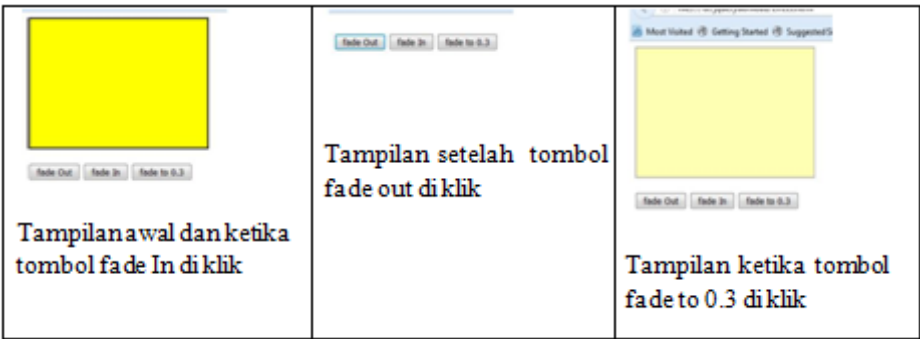 fade Out fade In fade to 0.3
Tampilan awal dan ketika
tombol fade In di klik
fade Out fade In fade to 0.3
Tampilan setelah tombol
fade out di klik
Most Visited Getting Started Suggested S
fade Out fade In fade to 0.3
Tampilan ketika tombol
fade to 0.3 di klik